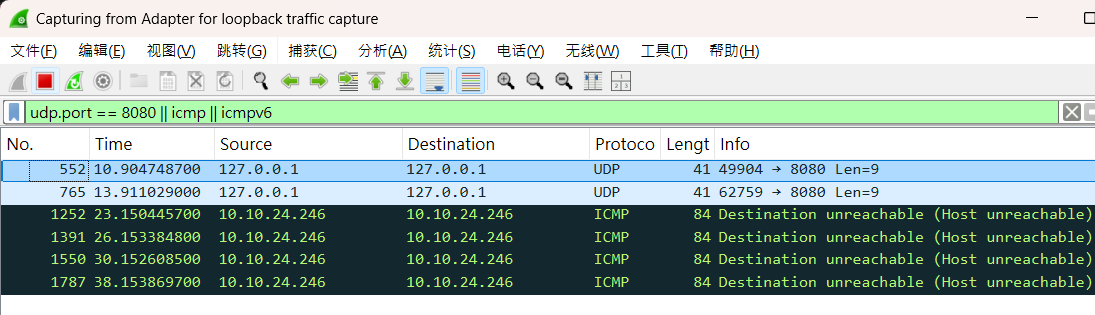 Capturing from Adapter for loopback traffic capture
文件(F) 编辑(E) 视图(V) 跳转(G) 捕获(C) 分析(A) 统计(S) 电话(Y) 无线(W) 工具(T) 帮助(H)
udp.port == 8080 || icmp || icmpv6
No. Time Source Destination Protoco Lengt Info
552 10.904748700 127.0.0.1 127.0.0.1 UDP 41 49904 → 8080 Len=9
765 13.911029000 127.0.0.1 127.0.0.1 UDP 41 62759 → 8080 Len=9
1252 23.150445700 10.10.24.246 10.10.24.246 ICMP 84 Destination unreachable (Host unreachable)
1391 26.153384800 10.10.24.246 10.10.24.246 ICMP 84 Destination unreachable (Host unreachable)
1550 30.152608500 10.10.24.246 10.10.24.246 ICMP 84 Destination unreachable (Host unreachable)
1787 38.153869700 10.10.24.246 10.10.24.246 ICMP 84 Destination unreachable (Host unreachable)